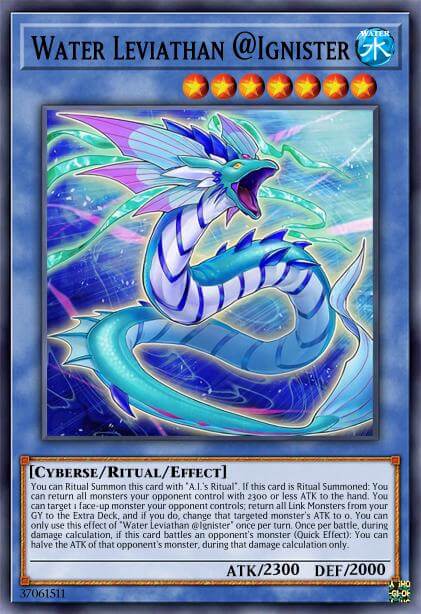 Water Leviathan @Ignister
WATER
水
[Cyberse/Ritual/Effect]
You can Ritual Summon this card with "A.I.'s Ritual". If this card is Ritual Summoned: You
can return all monsters your opponent control with 2300 or less ATK to the hand. You
can target 1 face-up monster your opponent controls; return all Link Monsters from your
GY to the Extra Deck, and if you do, change that targeted monster's ATK to 0. You can
only use this effect of "Water Leviathan @Ignister" once per turn. Once per battle, during
damage calculation, if this card battles an opponent's monster (Quick Effect): You can
halve the ATK of that opponent's monster, during that damage calculation only.
ATK/2300 DEF/2000
37061511